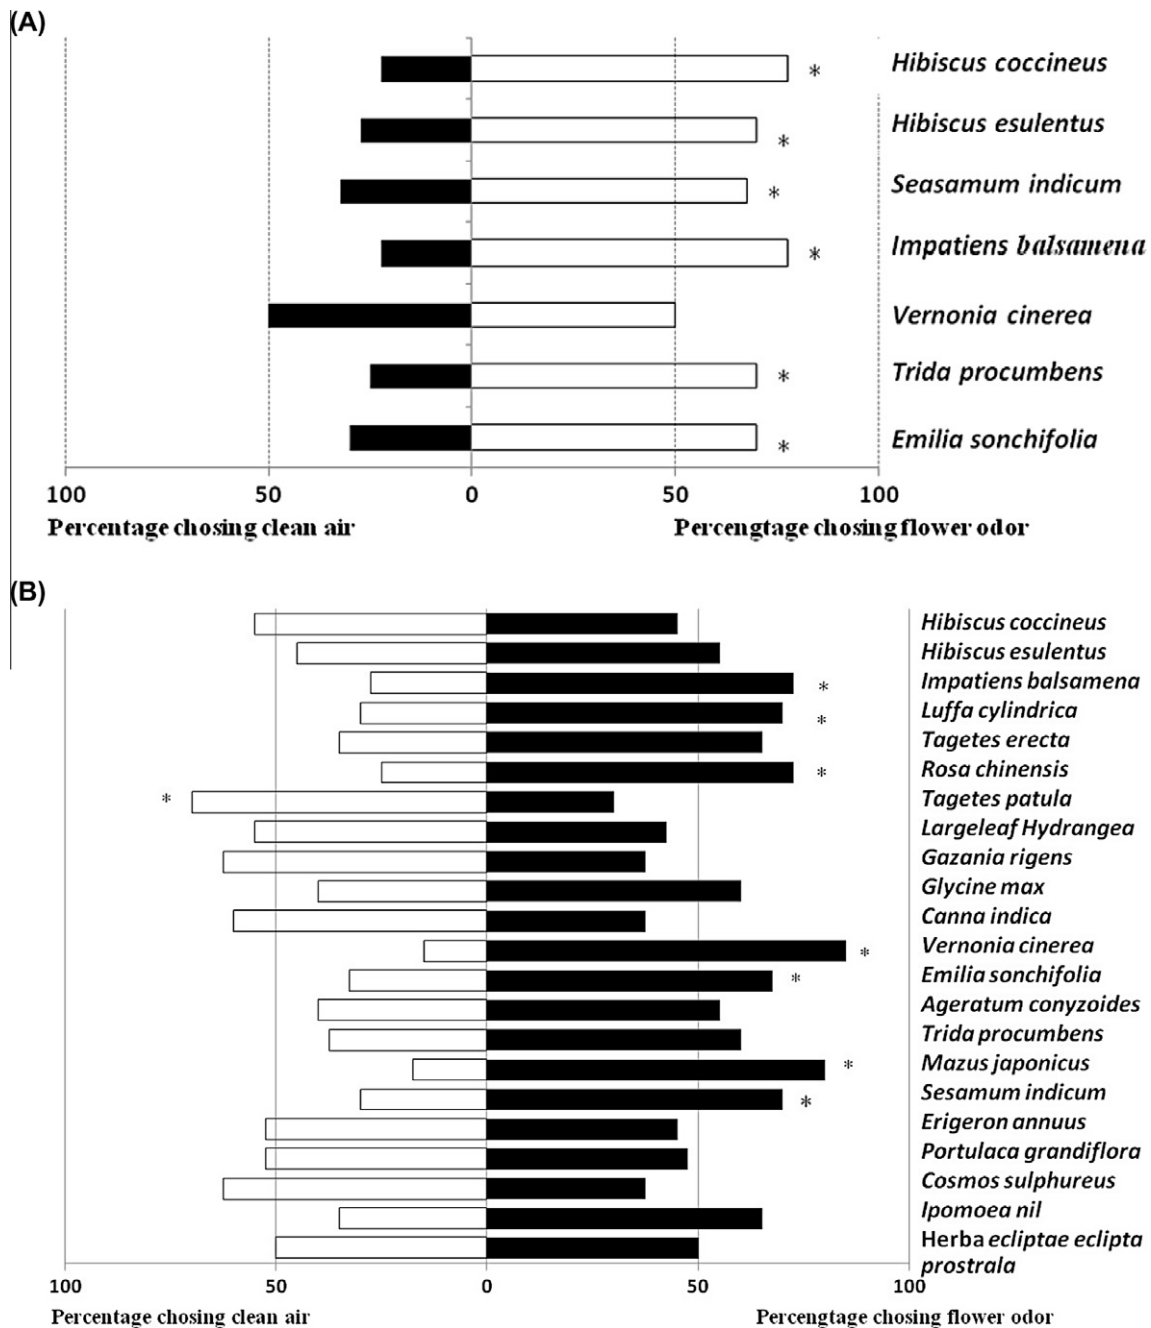 (A)
Hibiscus coccineus
*
Hibiscus esulentus
*
Seasamum indicum
*
Impatiens balsamena
*
Vernonia cinerea
Trida procumbens
*
Emilia sonchifolia
*
100 50 0 50 100
Percentage chosing clean air Percengtage chosing flower odor
(B)
Hibiscus coccineus
Hibiscus esulentus
Impatiens balsamena
*
Luffa cylindrica
*
Tagetes erecta
Rosa chinensis
*
* Tagetes patula
Largeleaf Hydrangea
Gazania rigens
Glycine max
Canna indica
Vernonia cinerea
*
Emilia sonchifolia
*
Ageratum conyzoides
Trida procumbens
Mazus japonicus
*
Sesamum indicum
*
Erigeron annuus
Portulaca grandiflora
Cosmos sulphureus
Ipomoea nil
Herba ecliptae eclipta
prostrala
100 50 0 50 100
Percentage chosing clean air Percengtage chosing flower odor